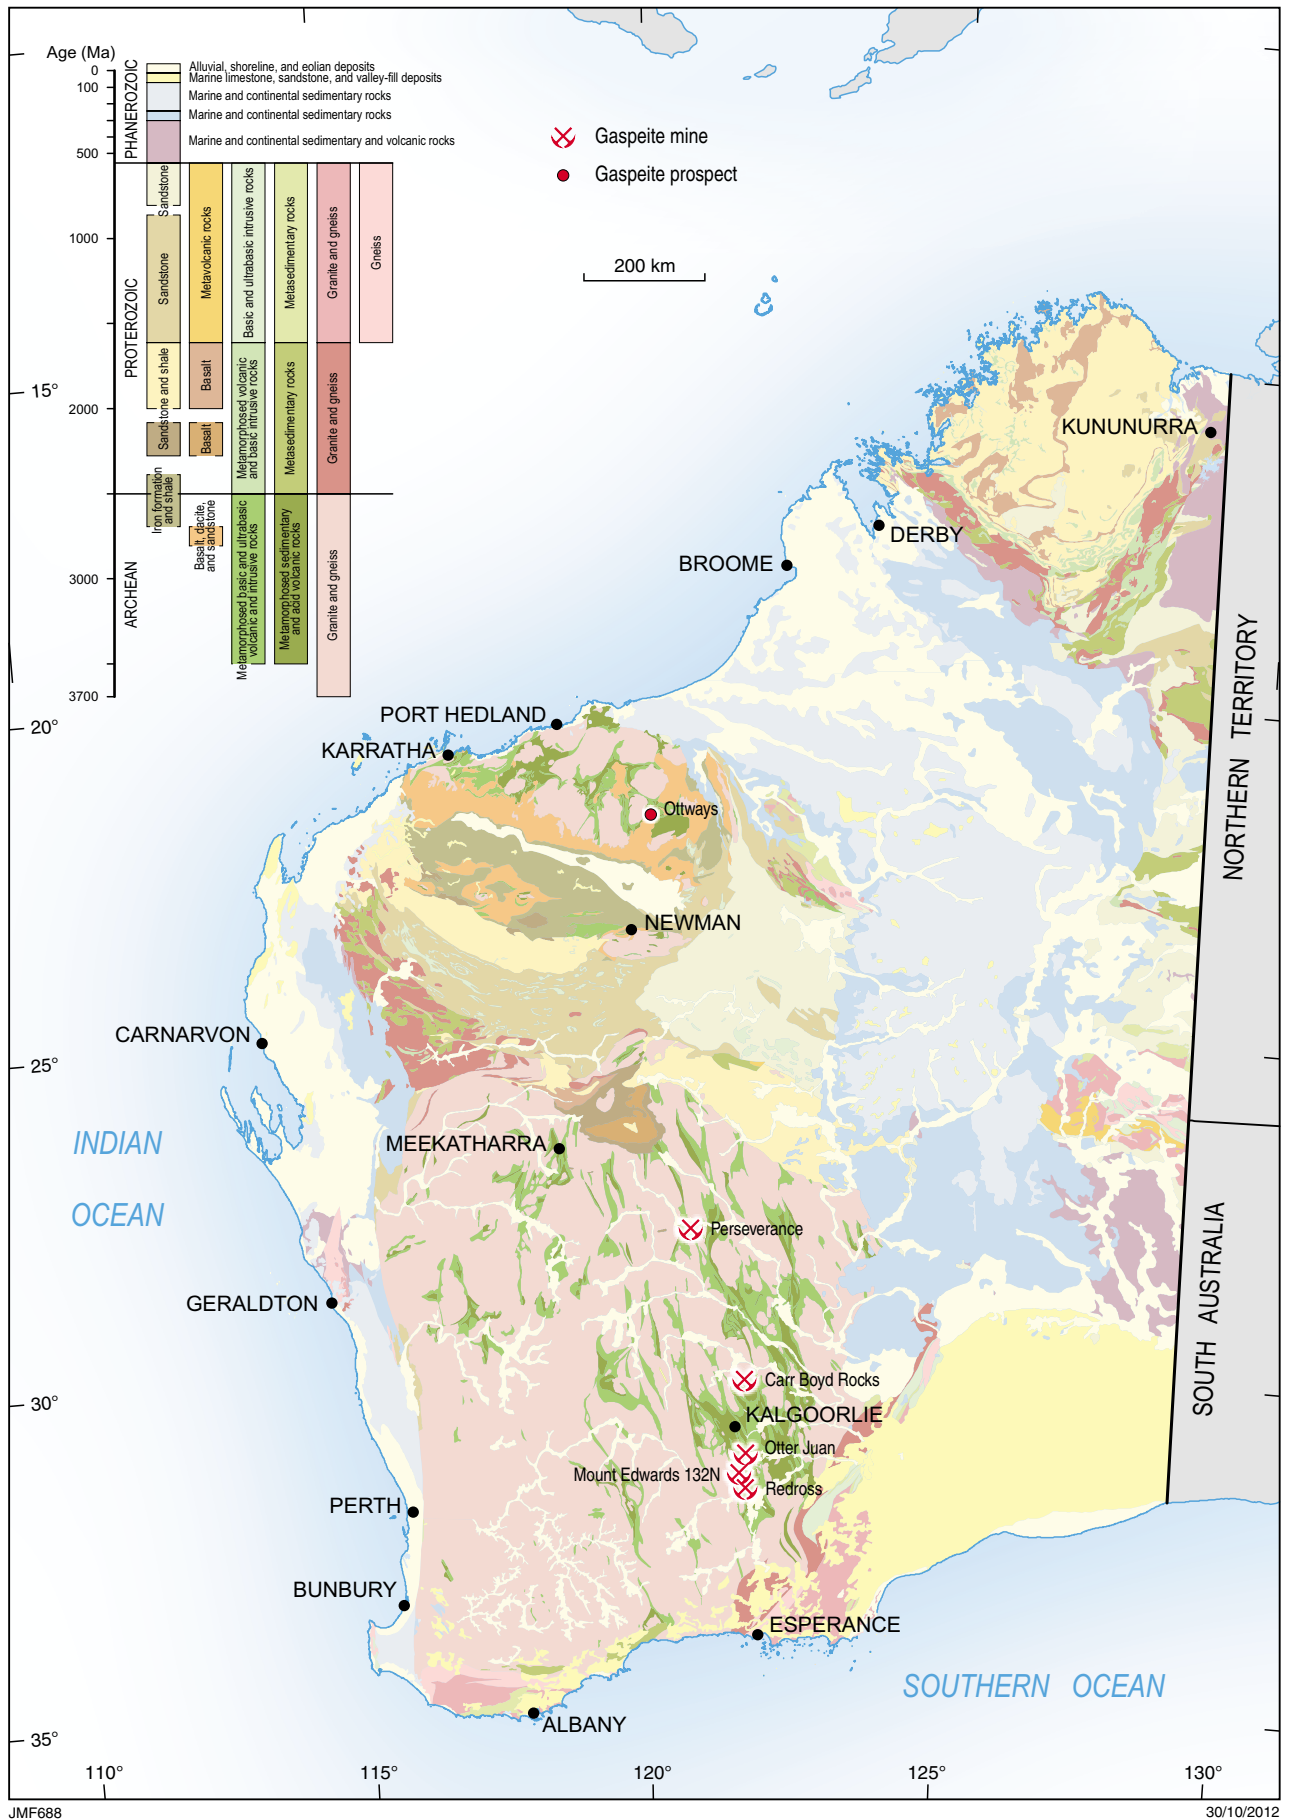 Age (Ma)
0
100
500
1000
2000
3000
3700
PHANEROZOIC
PROTEROZOIC
ARCHEAN
Alluvial, shoreline, and eolian deposits
Marine limestone, sandstone, and valley-fill deposits
Marine and continental sedimentary rocks
Marine and continental sedimentary rocks
Marine and continental sedimentary and volcanic rocks
Sandstone
Sandstone
Sandstone and shale
Sandstone and shale
Iron formation
and shale
Metavolcanic rocks
Basalt
Basalt
Basalt, dacite,
and sandstone
Basic and ultrabasic intrusive rocks
Metamorphosed volcanic
and basic intrusive rocks
Metamorphosed basic and ultrabasic
volcanic and intrusive rocks
Metasedimentary rocks
Metasedimentary rocks
Metamorphosed sedimentary
and acid volcanic rocks
Granite and gneiss
Granite and gneiss
Granite and gneiss
Gneiss
Gaspeite mine
Gaspeite prospect
200 km
15°
KUNUNURRA
DERBY
BROOME
NORTHERN TERRITORY
20°
PORT HEDLAND
KARRATHA
Ottways
NEWMAN
CARNARVON
25°
INDIAN
OCEAN
MEEKATHARRA
Perseverance
SOUTH AUSTRALIA
GERALDTON
Carr Boyd Rocks
30°
KALGOORLIE
Otter Juan
Mount Edwards 132N
Redross
PERTH
BUNBURY
ESPERANCE
SOUTHERN OCEAN
ALBANY
35°
110°
115°
120°
125°
130°
JMF688
30/10/2012